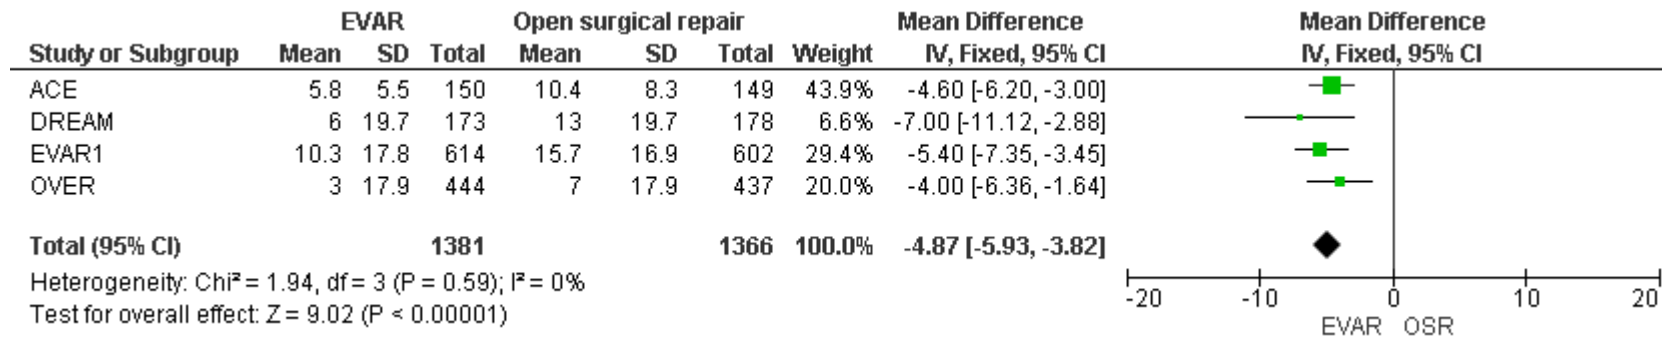 EVAR Open surgical repair Mean Difference Mean Difference
Study or Subgroup Mean SD Total Mean SD Total Weight IV, Fixed, 95% CI IV, Fixed, 95% CI
ACE 5.8 5.5 150 10.4 8.3 149 43.9% -4.60 [-6.20, -3.00]
DREAM 6 19.7 173 13 19.7 178 6.6% -7.00 [-11.12, -2.88]
EVAR1 10.3 17.8 614 15.7 16.9 602 29.4% -5.40 [-7.35, -3.45]
OVER 3 17.9 444 7 17.9 437 20.0% -4.00 [-6.36, -1.64]
Total (95% CI) 1381 1366 100.0% -4.87 [-5.93, -3.82]
Heterogeneity: Chi² = 1.94, df = 3 (P = 0.59); I² = 0%
Test for overall effect: Z = 9.02 (P < 0.00001)
-20 -10 0 10 20
EVAR OSR